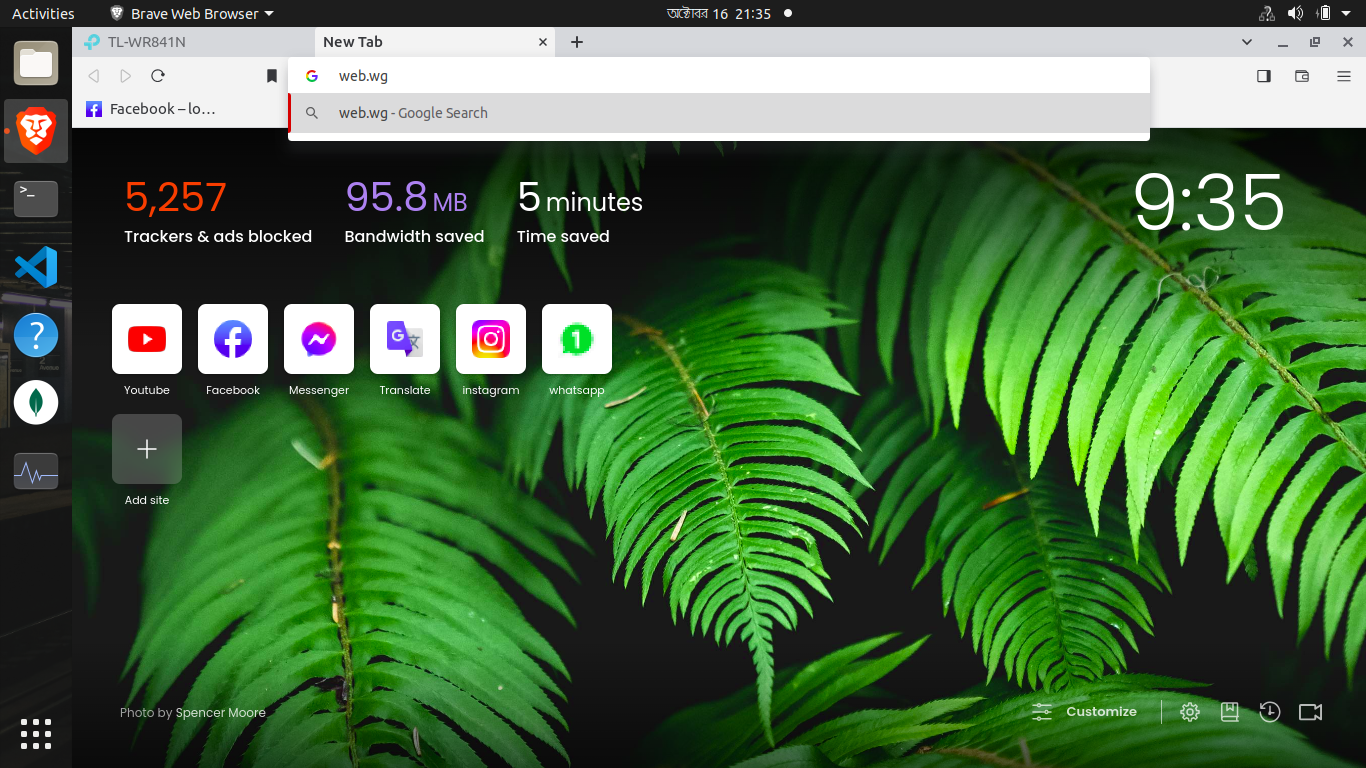 Activities
Brave Web Browser
অক্টোবর 16 21:35
TL-WR841N
New Tab
web.wg
web.wg - Google Search
Facebook – lo…
5,257
Trackers & ads blocked
95.8 MB
Bandwidth saved
5 minutes
Time saved
9:35
Youtube
Facebook
Messenger
Translate
instagram
whatsapp
Add site
Photo by Spencer Moore
Customize